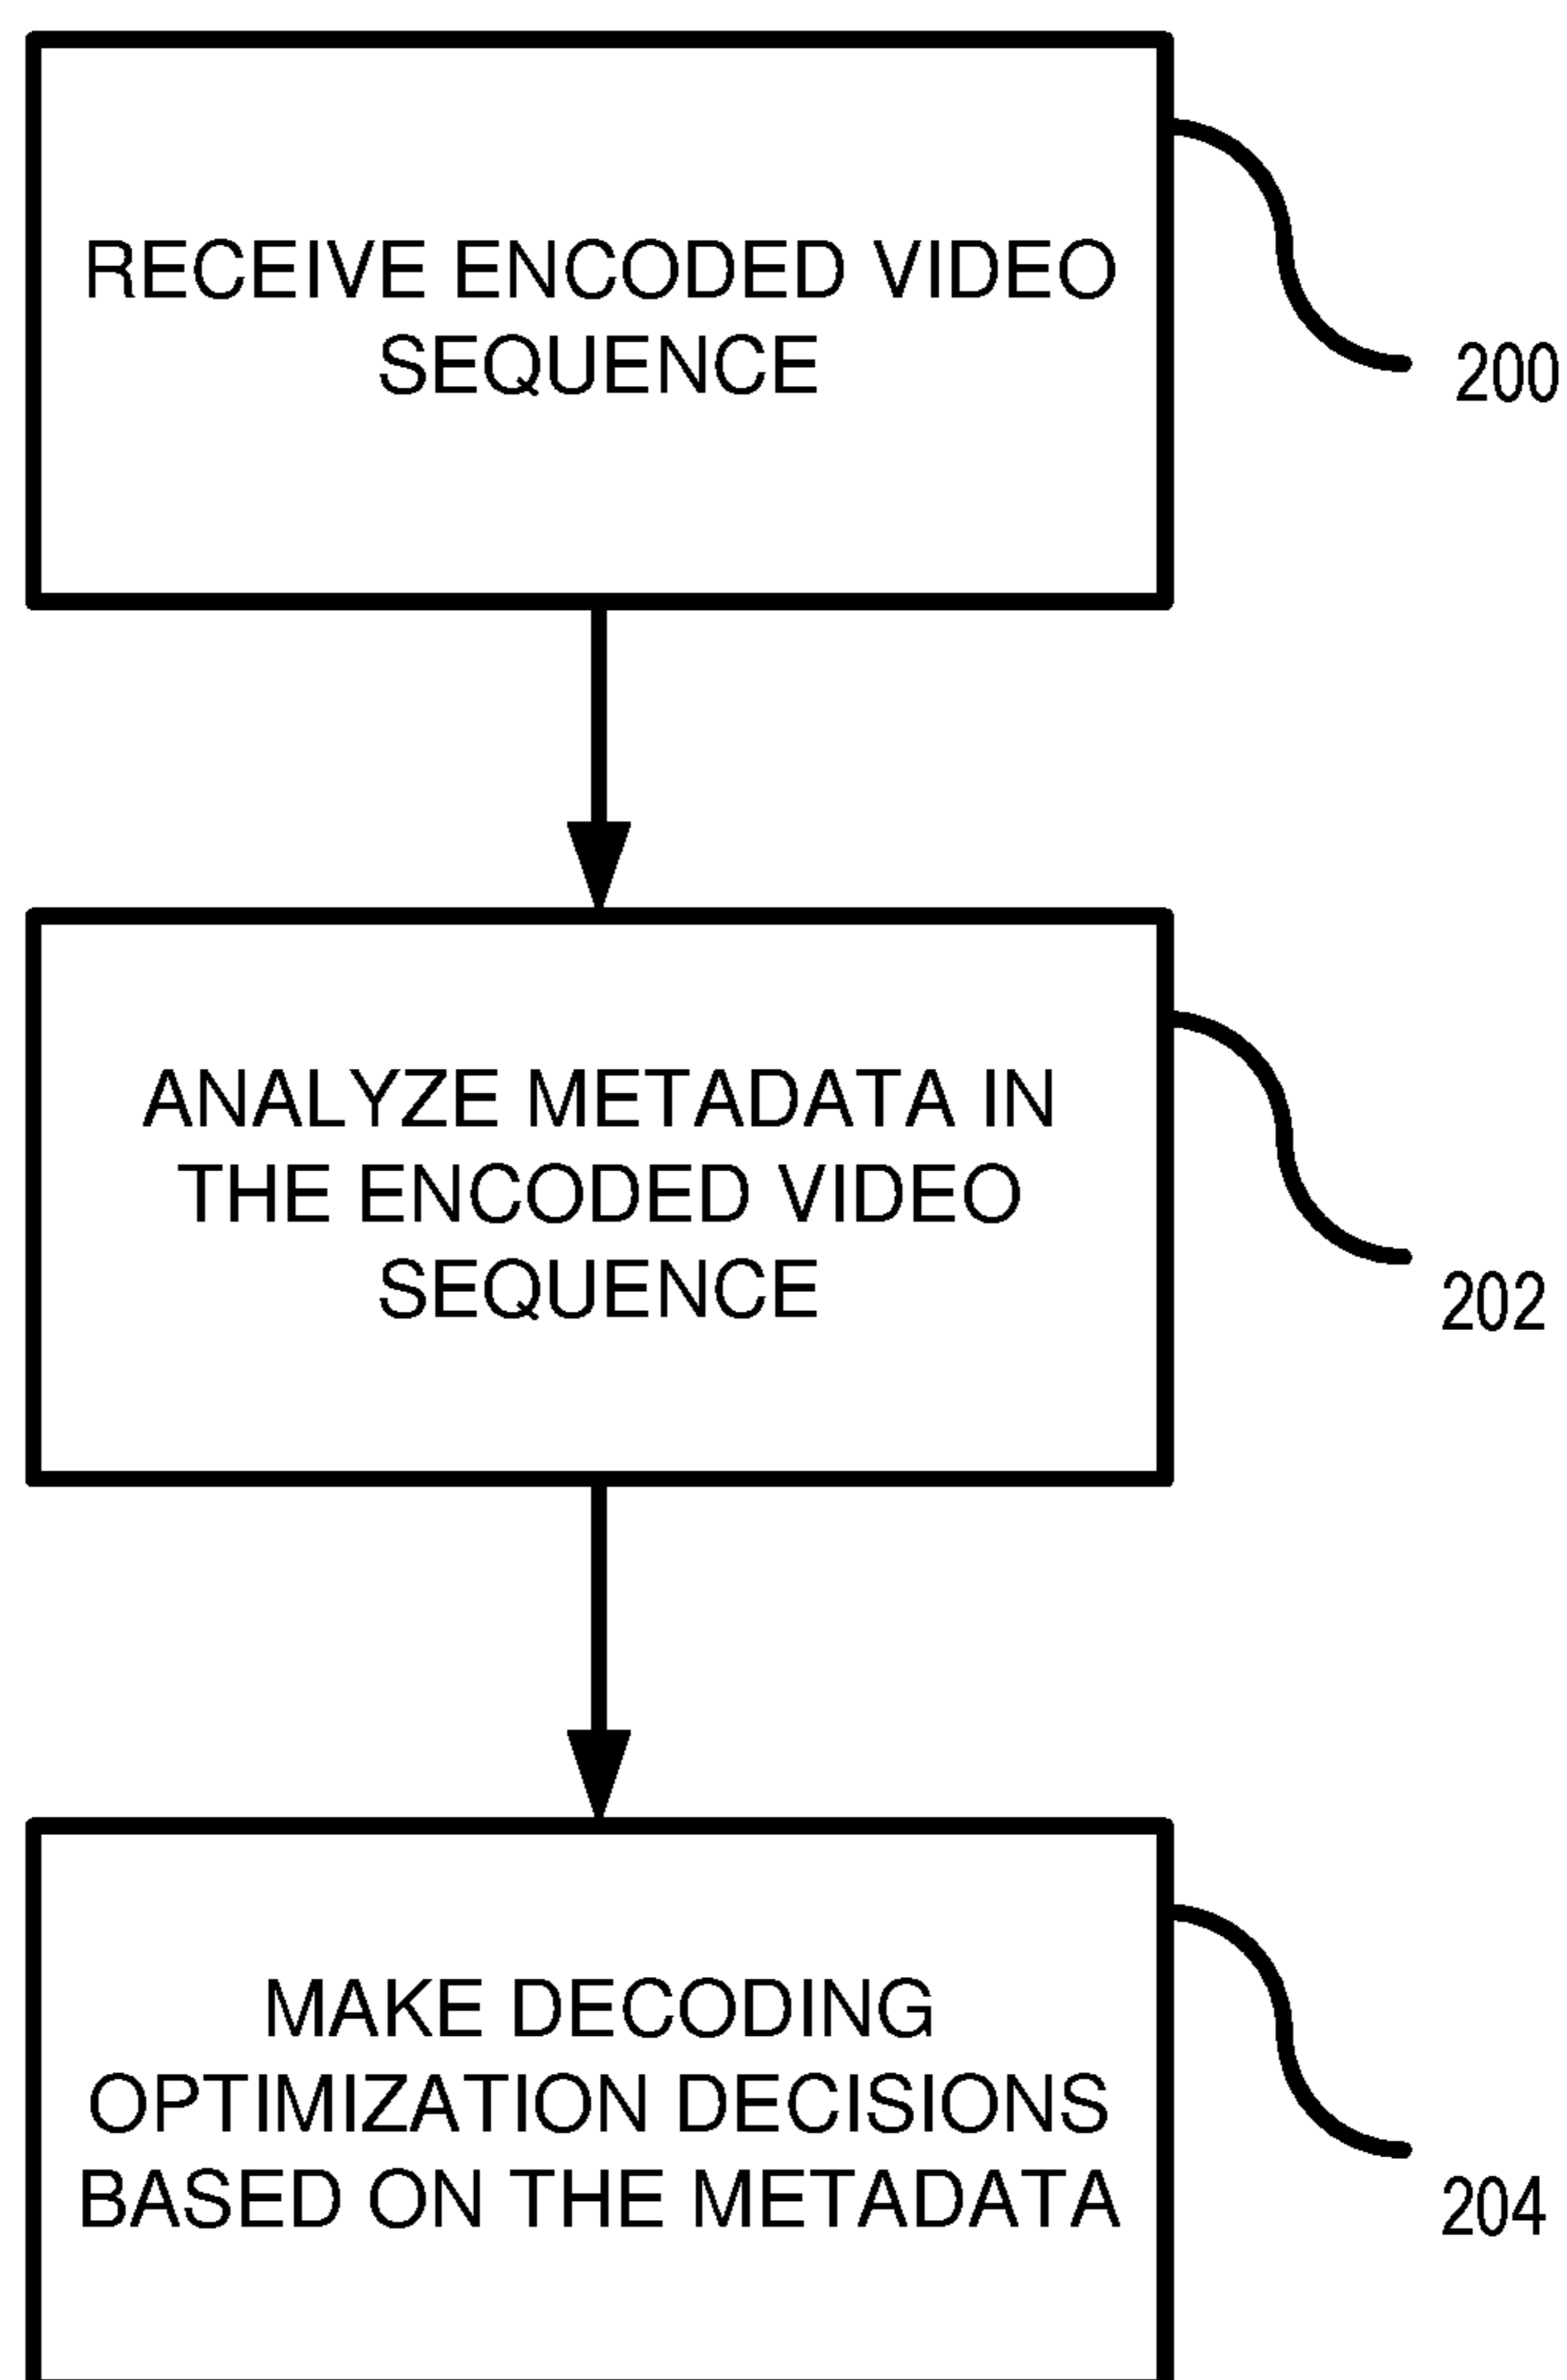 RECEIVE ENCODED VIDEO
SEQUENCE
200
ANALYZE METADATA IN
THE ENCODED VIDEO
SEQUENCE
202
MAKE DECODING
OPTIMIZATION DECISIONS
BASED ON THE METADATA
204